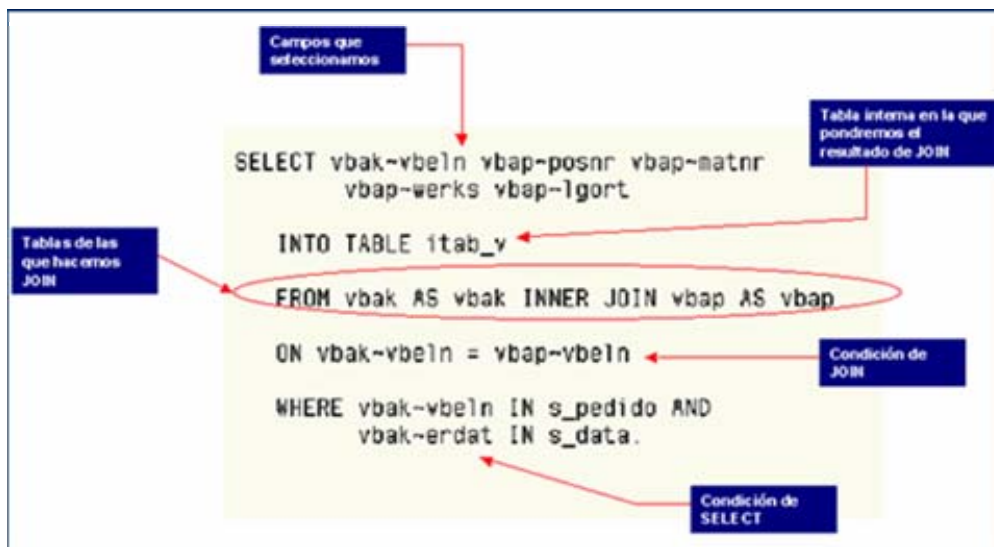 Campos que
seleccionamos
Tabla interna en la que
pondremos el
resultado de JOIN
SELECT vbak~vbeln vbap~posnr vbap~matnr
vbap~werks vbap~lgort
Tablas de las
que hacemos
JOIN
INTO TABLE itab_v
FROM vbak AS vbak INNER JOIN vbap AS vbap
ON vbak~vbeln = vbap~vbeln
Condición de
JOIN
WHERE vbak~vbeln IN s_pedido AND
vbak~erdat IN s_data.
Condición de
SELECT